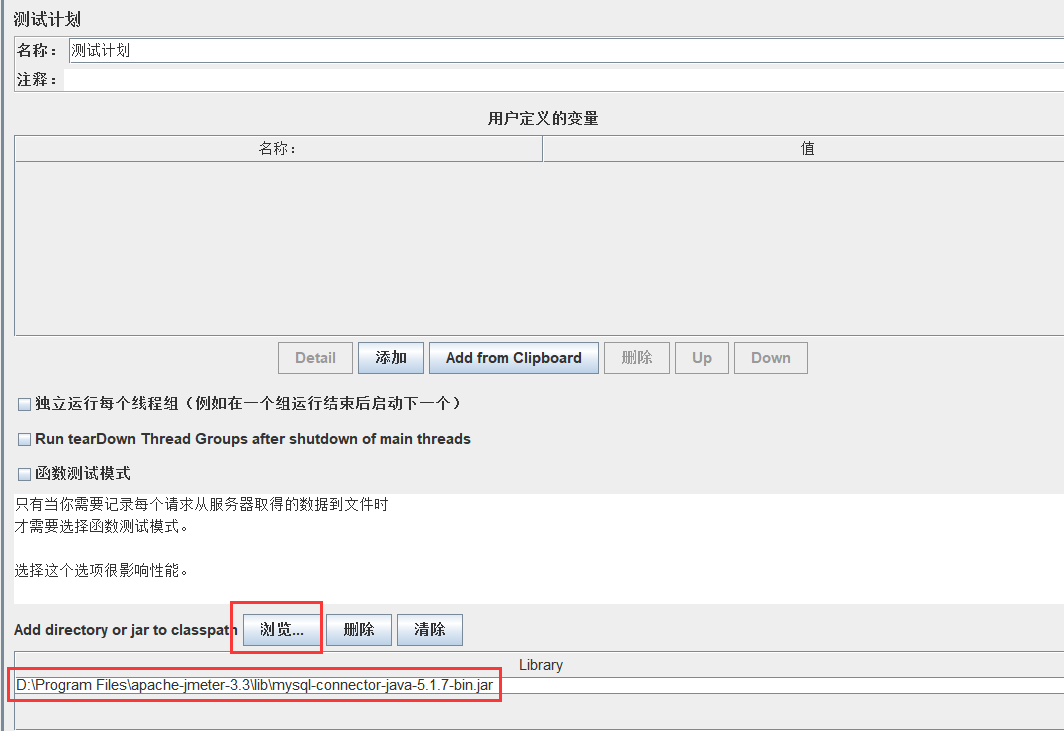 测试计划
名称： 测试计划
注释：
用户定义的变量
名称： 值
Detail 添加 Add from Clipboard 删除 Up Down
独立运行每个线程组（例如在一个组运行结束后启动下一个）
Run tearDown Thread Groups after shutdown of main threads
函数测试模式
只有当你需要记录每个请求从服务器取得的数据到文件时
才需要选择函数测试模式。
选择这个选项很影响性能。
Add directory or jar to classpath 浏览... 删除 清除
Library
D:\Program Files\apache-jmeter-3.3\lib\mysql-connector-java-5.1.7-bin.jar